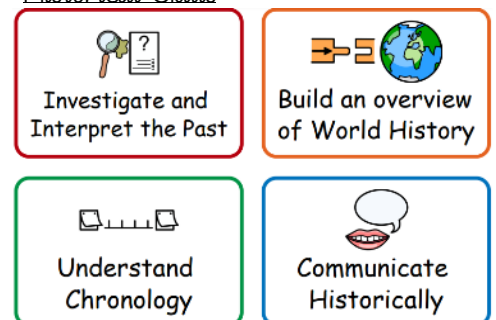 ?
Investigate and
Interpret the Past
Build an overview
of World History
Understand
Chronology
Communicate
Historically